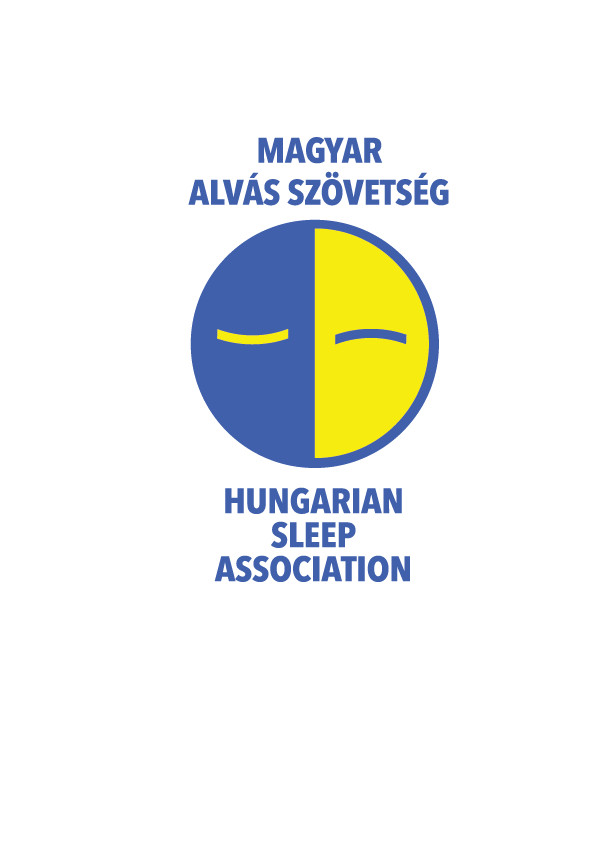 MAGYAR
ALVÁS SZÖVETSÉG
HUNGARIAN
SLEEP
ASSOCIATION